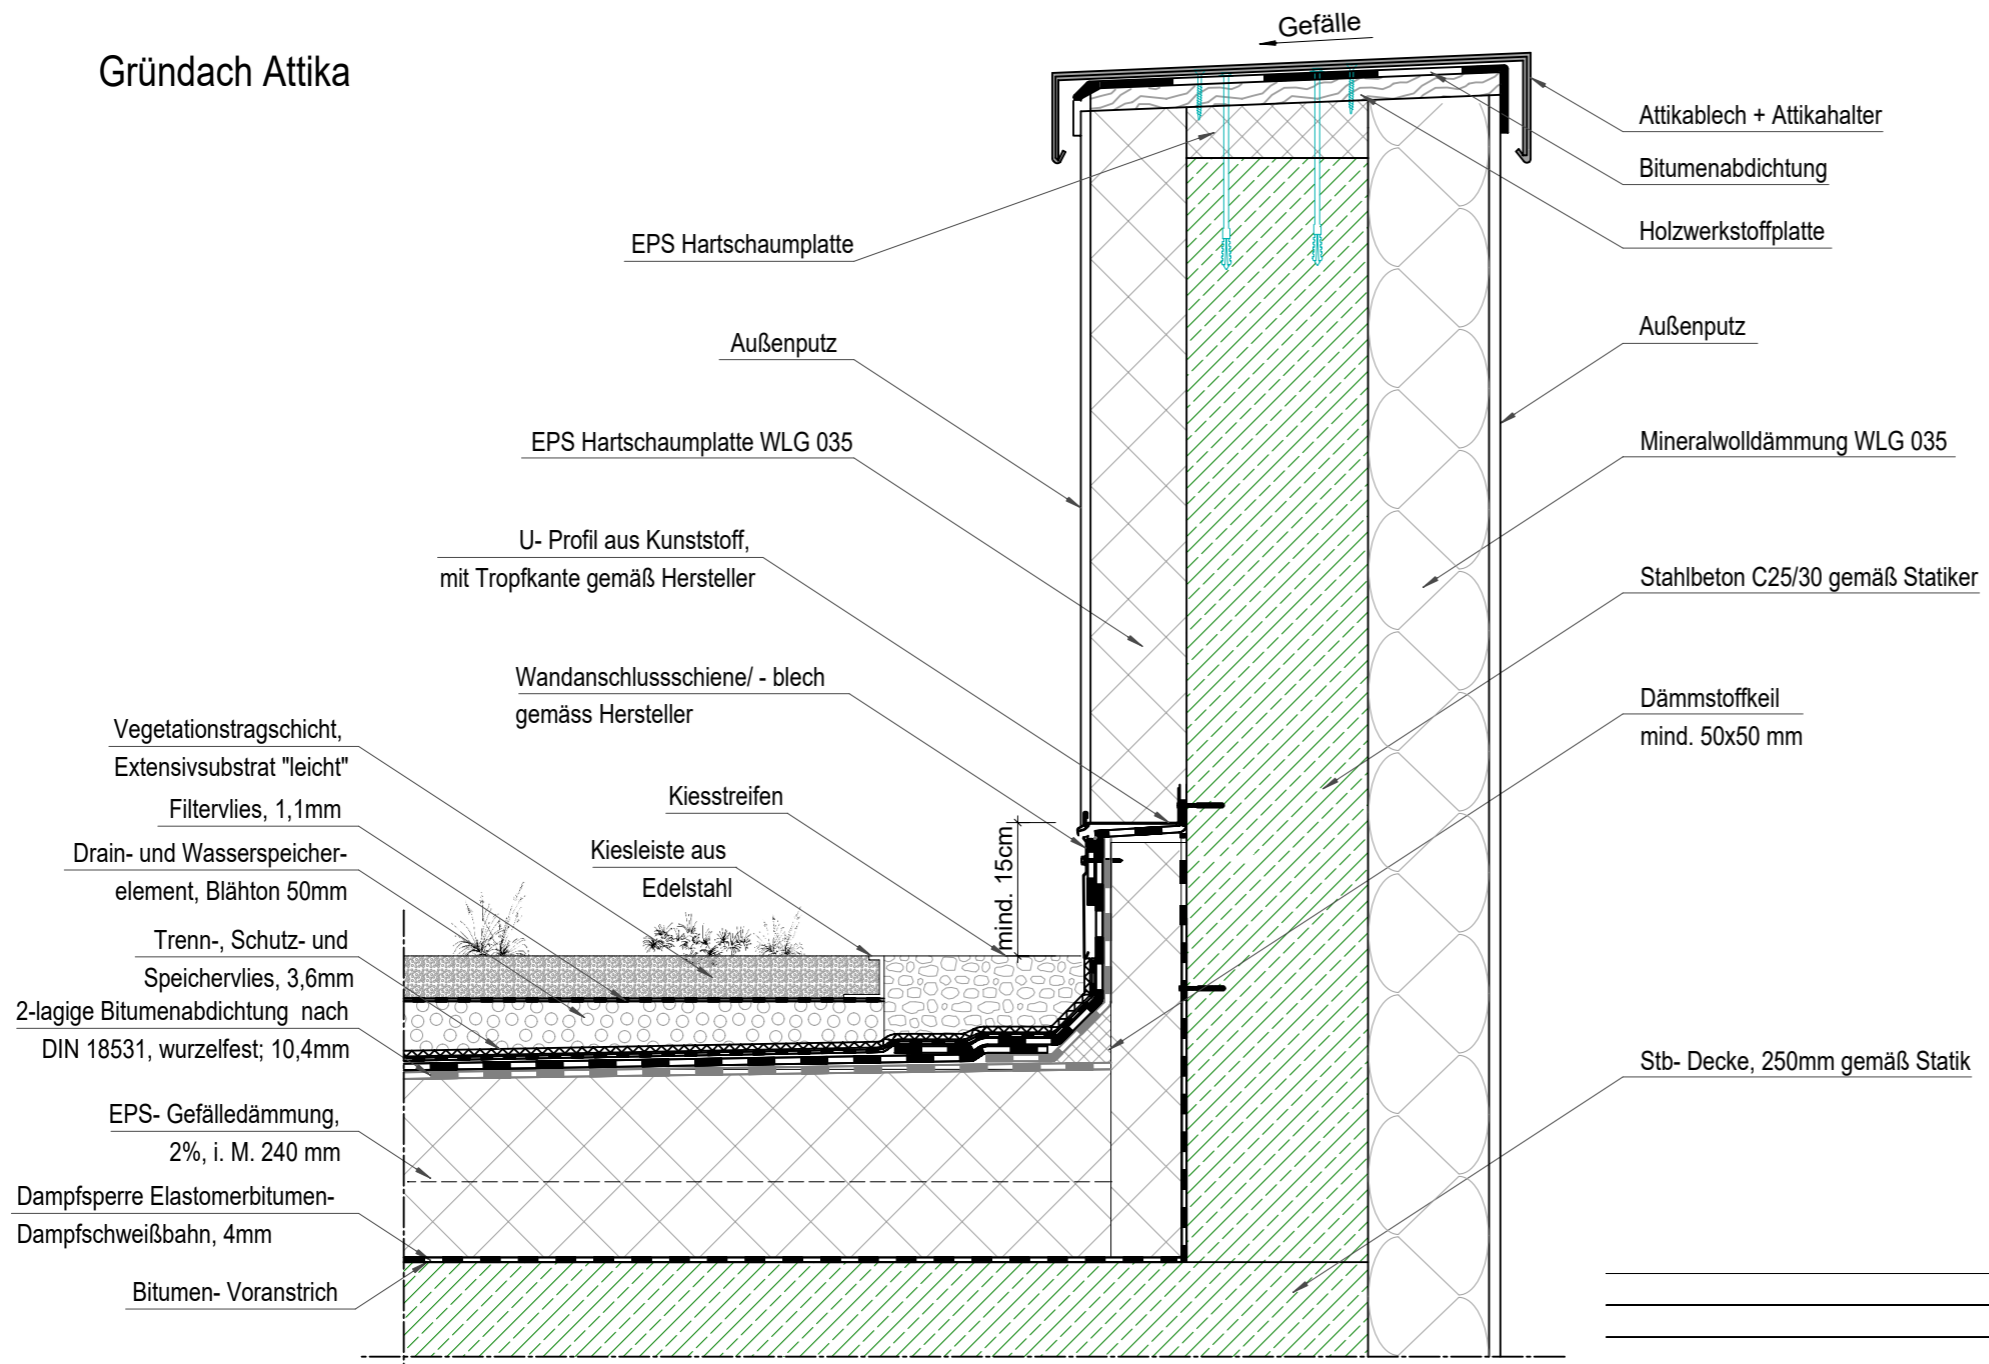 Gründach Attika
Gefälle
Attikablech + Attikahalter
Bitumenabdichtung
Holzwerkstoffplatte
Außenputz
Mineralwolldämmung WLG 035
Stahlbeton C25/30 gemäß Statiker
Dämmstoffkeil
mind. 50x50 mm
Stb- Decke, 250mm gemäß Statik
EPS Hartschaumplatte
Außenputz
EPS Hartschaumplatte WLG 035
U- Profil aus Kunststoff,
mit Tropfkante gemäß Hersteller
Wandanschlussschiene/ - blech
gemäss Hersteller
Kiesstreifen
Kiesleiste aus
Edelstahl
mind. 15cm
Vegetationstragschicht,
Extensivsubstrat "leicht"
Filtervlies, 1,1mm
Drain- und Wasserspeicher-
element, Blähton 50mm
Trenn-, Schutz- und
Speichervlies, 3,6mm
2-lagige Bitumenabdichtung nach
DIN 18531, wurzelfest; 10,4mm
EPS- Gefälledämmung,
2%, i. M. 240 mm
Dampfsperre Elastomerbitumen-
Dampfschweißbahn, 4mm
Bitumen- Voranstrich